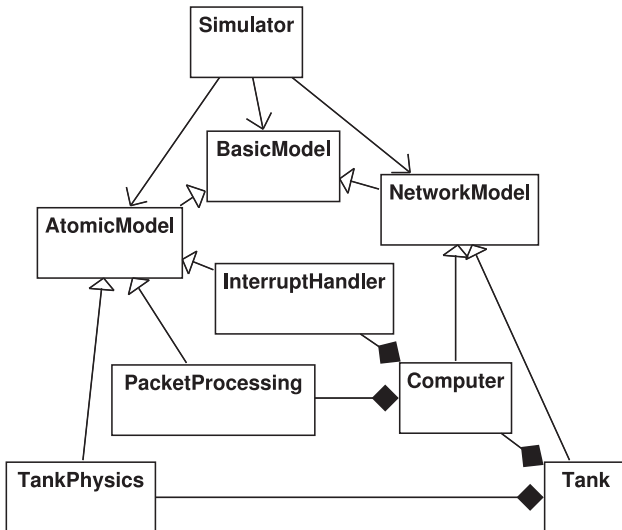 Simulator
BasicModel
NetworkModel
AtomicModel
InterruptHandler
PacketProcessing
Computer
TankPhysics
Tank